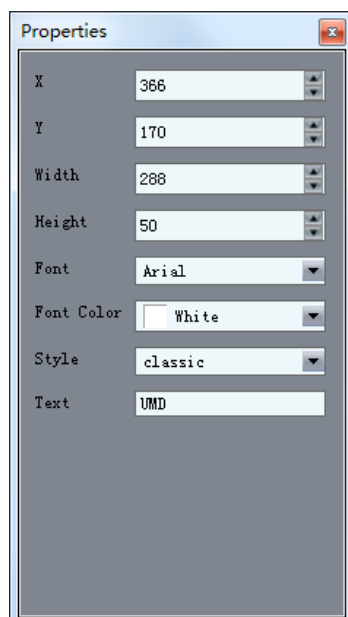 Properties
X 366
Y 170
Width 288
Height 50
Font Arial
Font Color White
Style classic
Text UMD